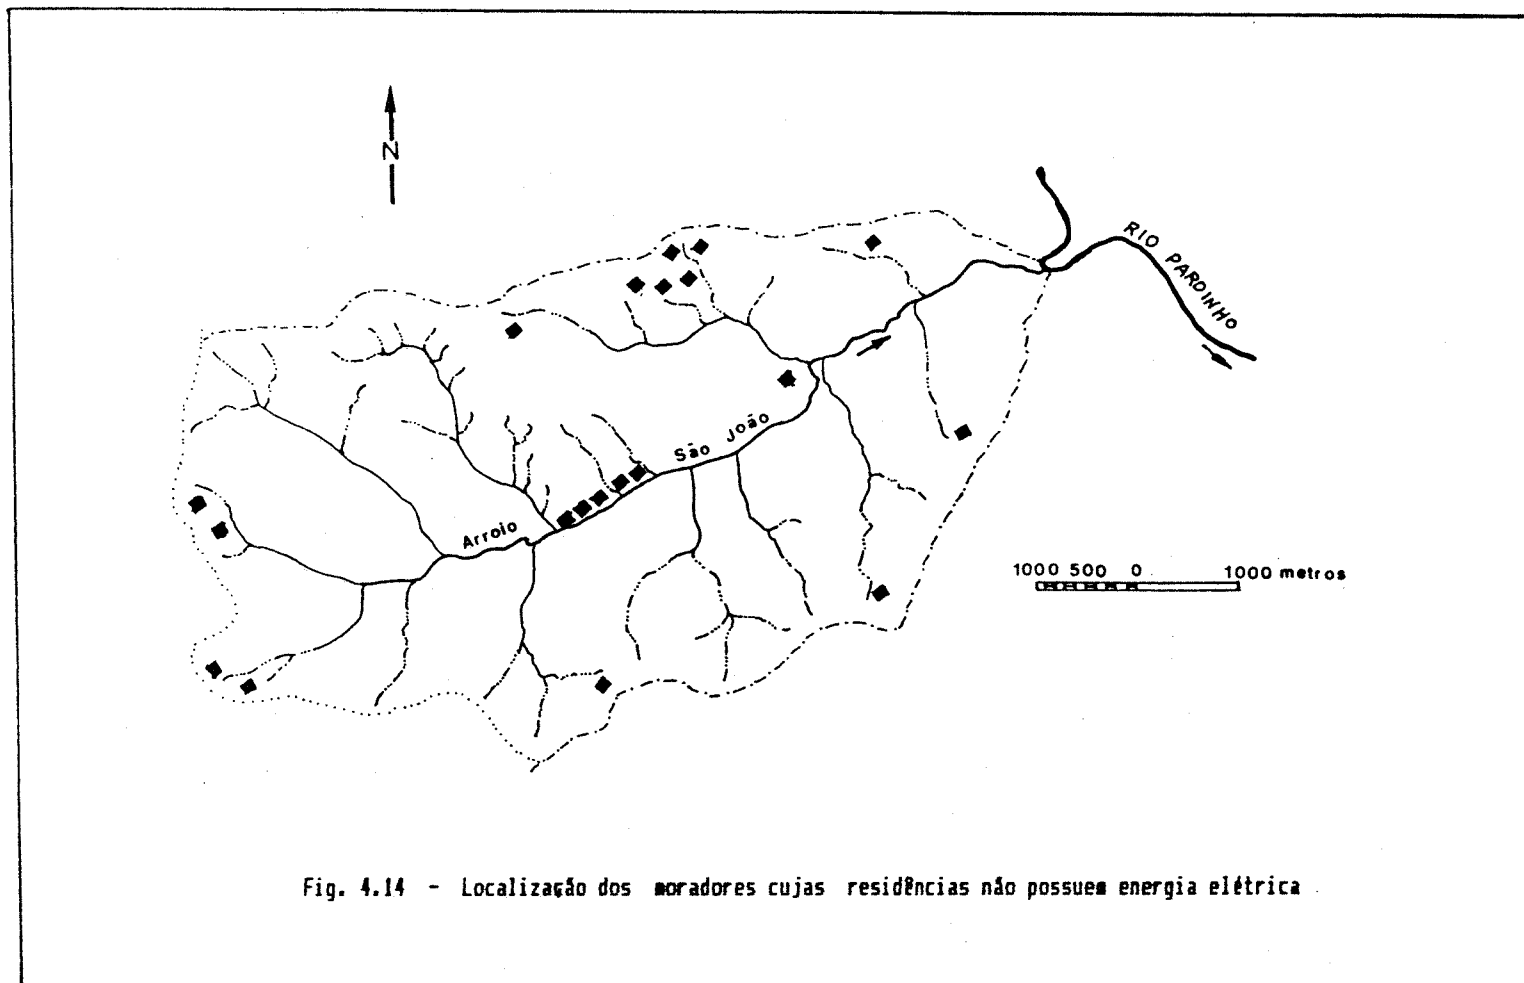 N
RIO PARDINHO
São João
Arroio
1000 500 0 1000 metros
Fig. 4.14 - Localização dos moradores cujas residências não possuem energia elétrica